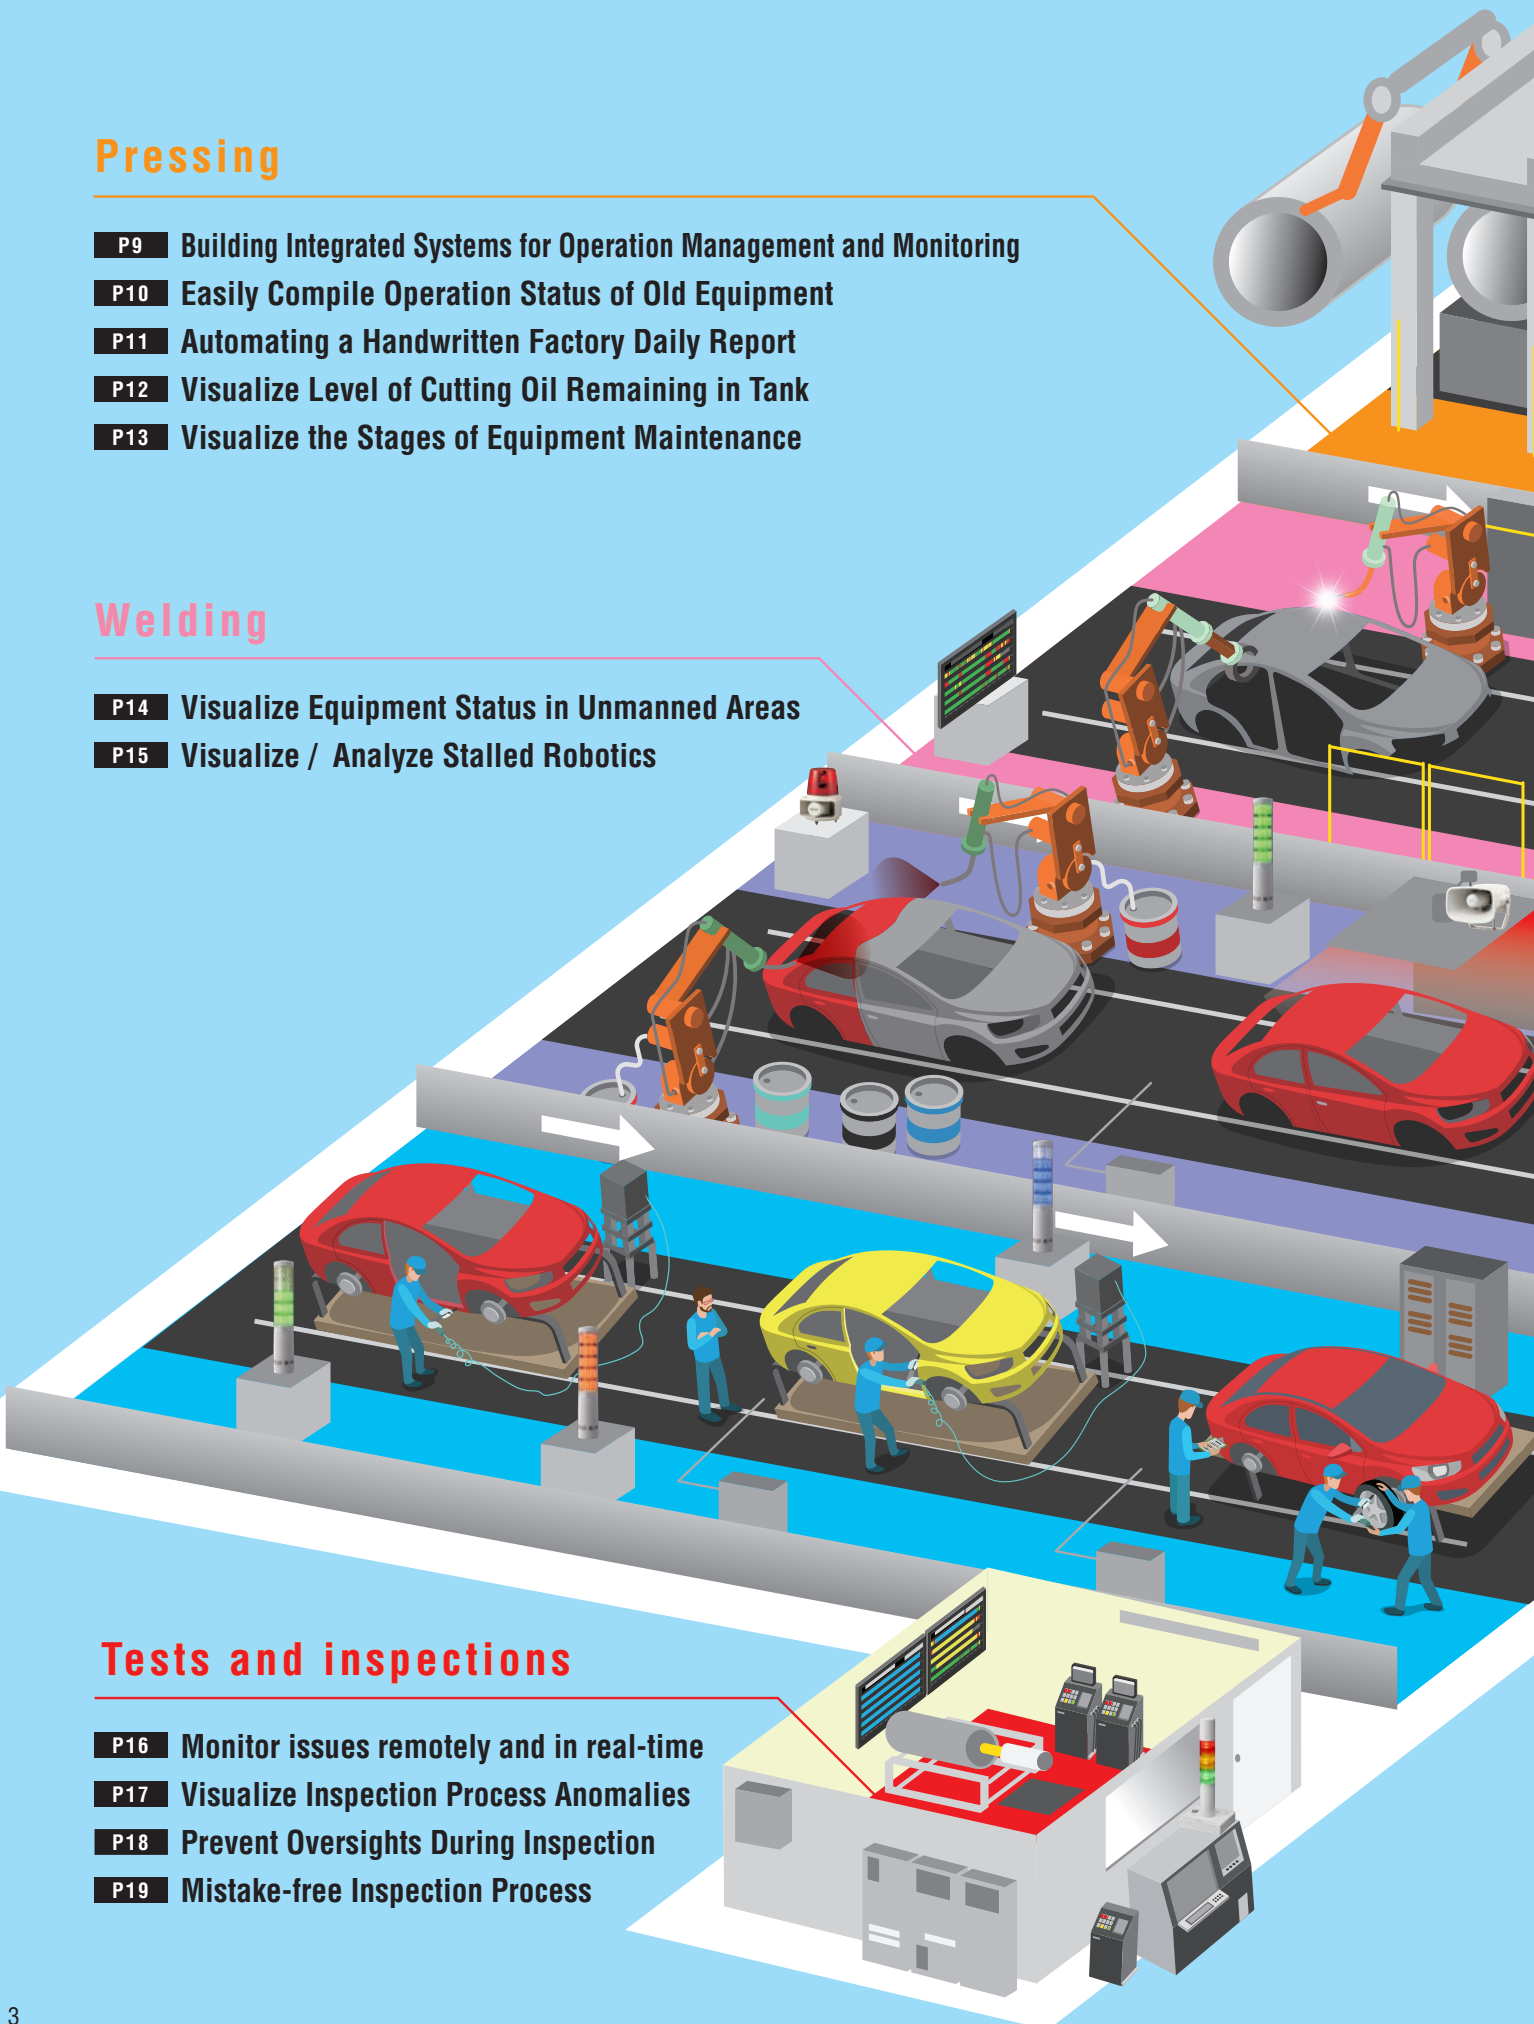 Pressing
P9 Building Integrated Systems for Operation Management and Monitoring
P10 Easily Compile Operation Status of Old Equipment
P11 Automating a Handwritten Factory Daily Report
P12 Visualize Level of Cutting Oil Remaining in Tank
P13 Visualize the Stages of Equipment Maintenance
Welding
P14 Visualize Equipment Status in Unmanned Areas
P15 Visualize / Analyze Stalled Robotics
Tests and inspections
P16 Monitor issues remotely and in real-time
P17 Visualize Inspection Process Anomalies
P18 Prevent Oversights During Inspection
P19 Mistake-free Inspection Process
3